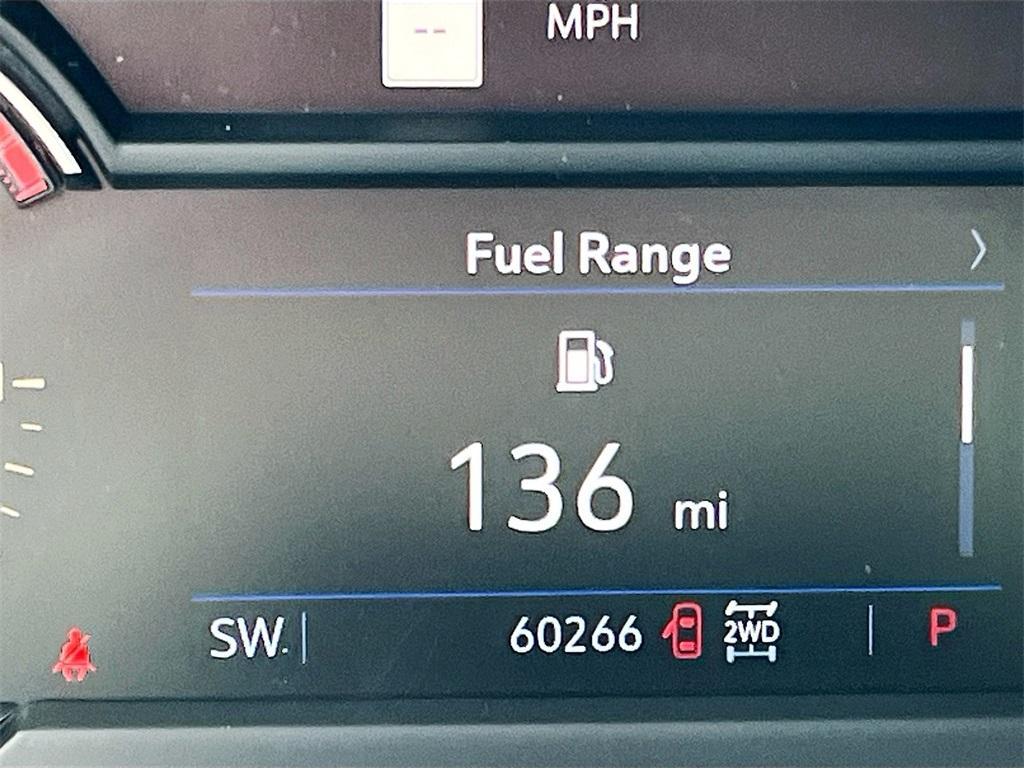 --
MPH
Fuel Range
136 mi
SW. 60266 2WD P